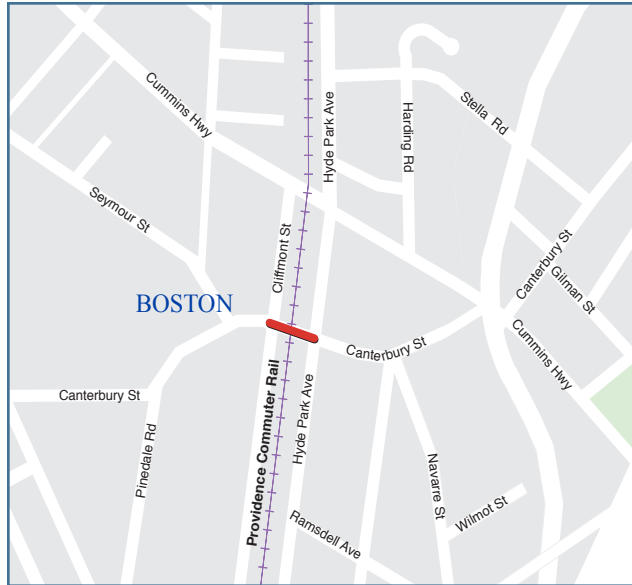 Cummins Hwy
Hyde Park Ave
Harding Rd
Stella Rd
Seymour St
Cliffmont St
Canterbury St
Gilman St
BOSTON
Canterbury St
Cummins Hwy
Canterbury St
Providence Commuter Rail
Hyde Park Ave
Pinedale Rd
Navarre St
Wilmot St
Ramsdell Ave